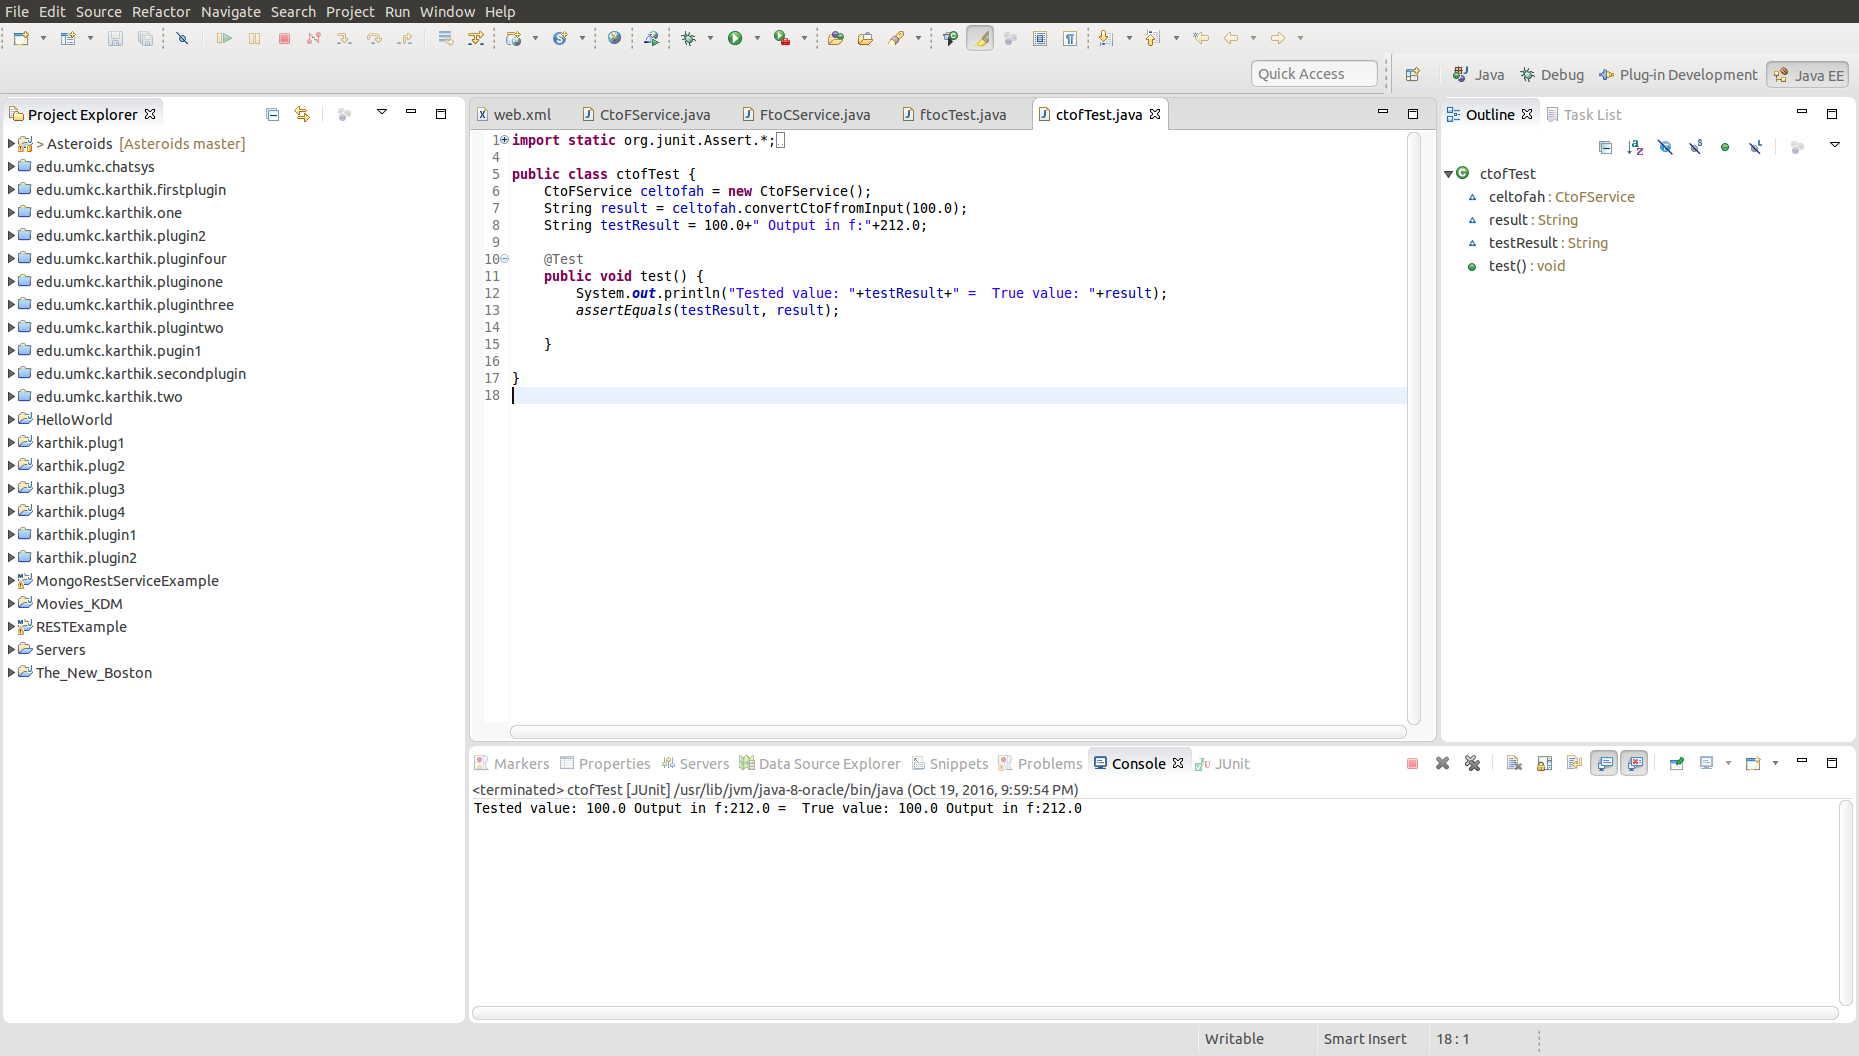 File Edit Source Refactor Navigate Search Project Run Window Help
Quick Access
Java Debug Plug-in Development Java EE
Project Explorer
> Asteroids [Asteroids master]
edu.umkc.chatsys
edu.umkc.karthik.firstplugin
edu.umkc.karthik.one
edu.umkc.karthik.plugin2
edu.umkc.karthik.pluginfour
edu.umkc.karthik.pluginone
edu.umkc.karthik.pluginthree
edu.umkc.karthik.plugintwo
edu.umkc.karthik.pugin1
edu.umkc.karthik.secondplugin
edu.umkc.karthik.two
HelloWorld
karthik.plug1
karthik.plug2
karthik.plug3
karthik.plug4
karthik.plugin1
karthik.plugin2
MongoRestServiceExample
Movies_KDM
RESTExample
Servers
The_New_Boston
web.xml CtoFService.java FtoCService.java ftocTest.java ctofTest.java
1 import static org.junit.Assert.*;
4
5 public class ctofTest {
6 CtoFService celtofah = new CtoFService();
7 String result = celtofah.convertCtoFfromInput(100.0);
8 String testResult = 100.0+" Output in f:"+212.0;
9
10 @Test
11 public void test() {
12 System.out.println("Tested value: "+testResult+" =  True value: "+result);
13 assertEquals(testResult, result);
14
15 }
16
17 }
18
Outline Task List
ctofTest
celtofah : CtoFService
result : String
testResult : String
test() : void
Markers Properties Servers Data Source Explorer Snippets Problems Console JUnit
<terminated> ctofTest [JUnit] /usr/lib/jvm/java-8-oracle/bin/java (Oct 19, 2016, 9:59:54 PM)
Tested value: 100.0 Output in f:212.0 =  True value: 100.0 Output in f:212.0
Writable Smart Insert 18 : 1